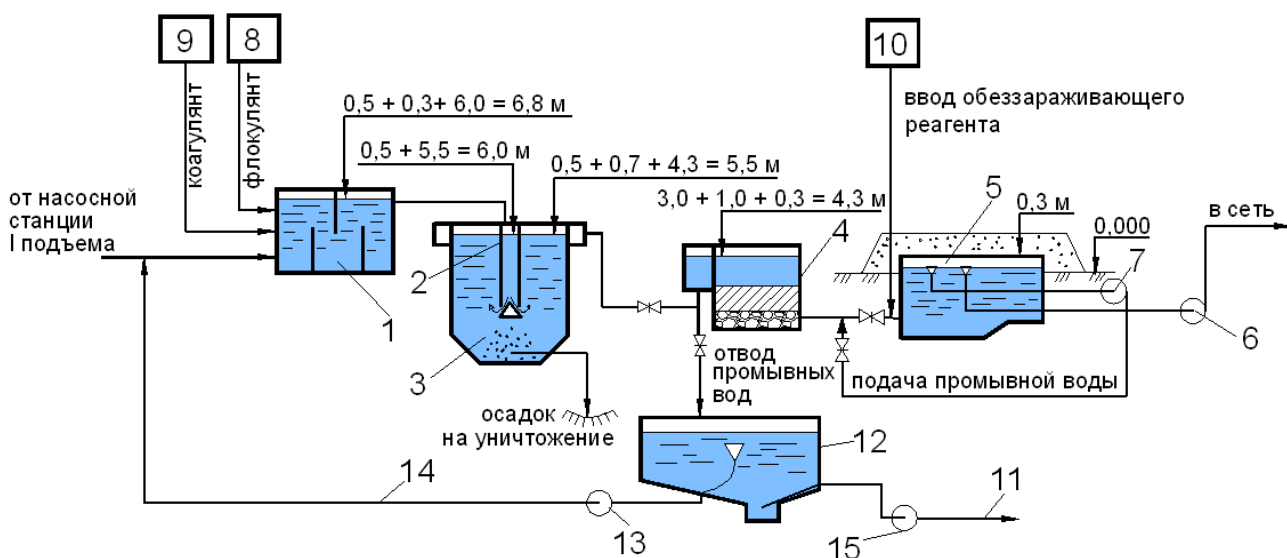 9
8
10
коагулянт
флокулянт
0,5 + 0,3+ 6,0 = 6,8 м
0,5 + 5,5 = 6,0 м
0,5 + 0,7 + 4,3 = 5,5 м
3,0 + 1,0 + 0,3 = 4,3 м
ввод обеззараживающего
реагента
от насосной
станции
I подъема
5
0,3 м
0,000
в сеть
4
2
7
1
6
3
отвод
промывных
вод
подача промывной воды
осадок
на уничтожение
12
14
11
13
15